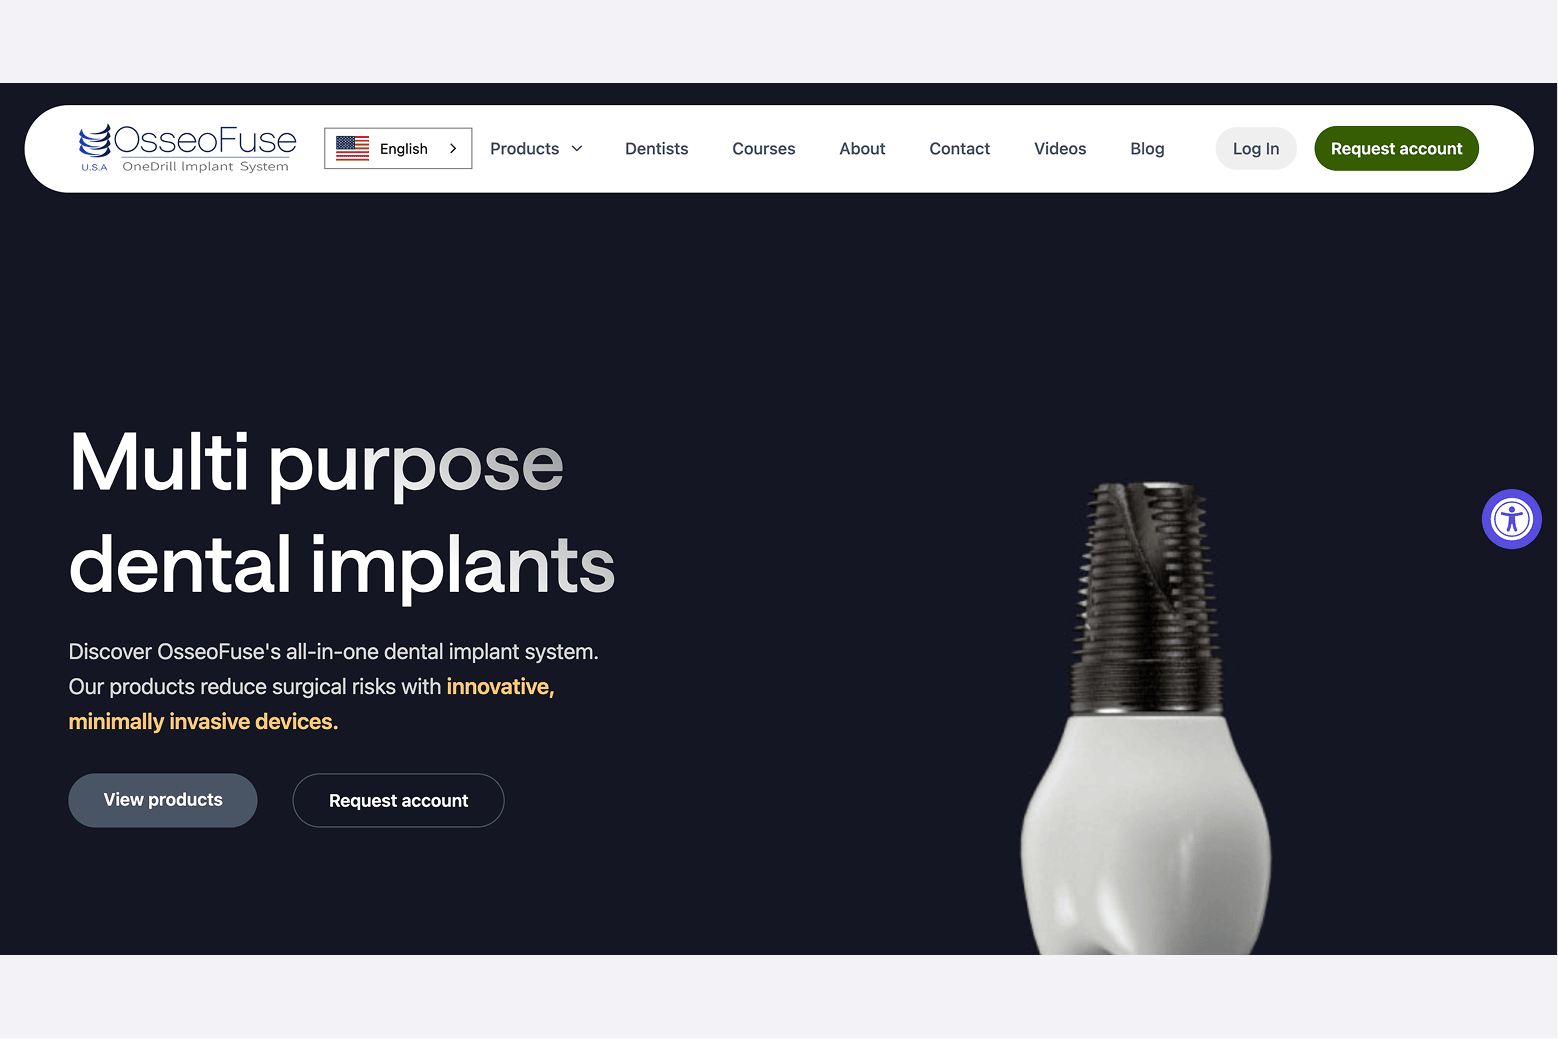 OsseoFuse
U.S.A OneDrill Implant System
English
Products
Dentists
Courses
About
Contact
Videos
Blog
Log In
Request account
Multi purpose
dental implants
Discover OsseoFuse's all-in-one dental implant system.
Our products reduce surgical risks with innovative,
minimally invasive devices.
View products
Request account